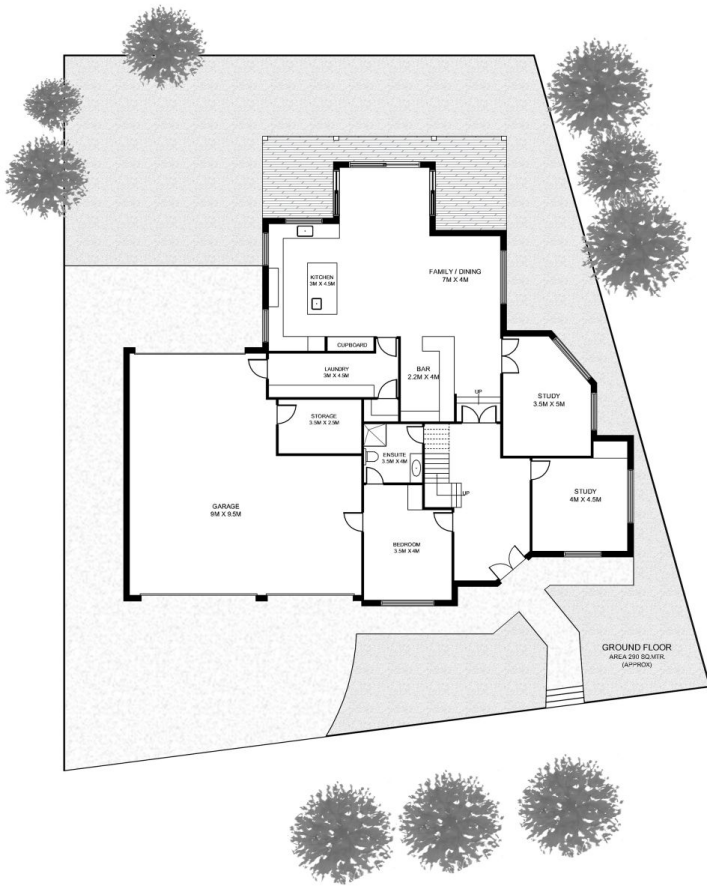 KITCHEN
3M X 4.5M
FAMILY / DINING
7M X 4M
CUPBOARD
LAUNDRY
3M X 4.5M
BAR
2.2M X 4M
UP
STUDY
3.5M X 5M
STORAGE
3.5M X 2.5M
ENSUITE
3.5M X 4M
UP
STUDY
4M X 4.5M
GARAGE
9M X 9.5M
BEDROOM
3.5M X 4M
GROUND FLOOR
AREA 290 SQ.MTR.
(APPROX)